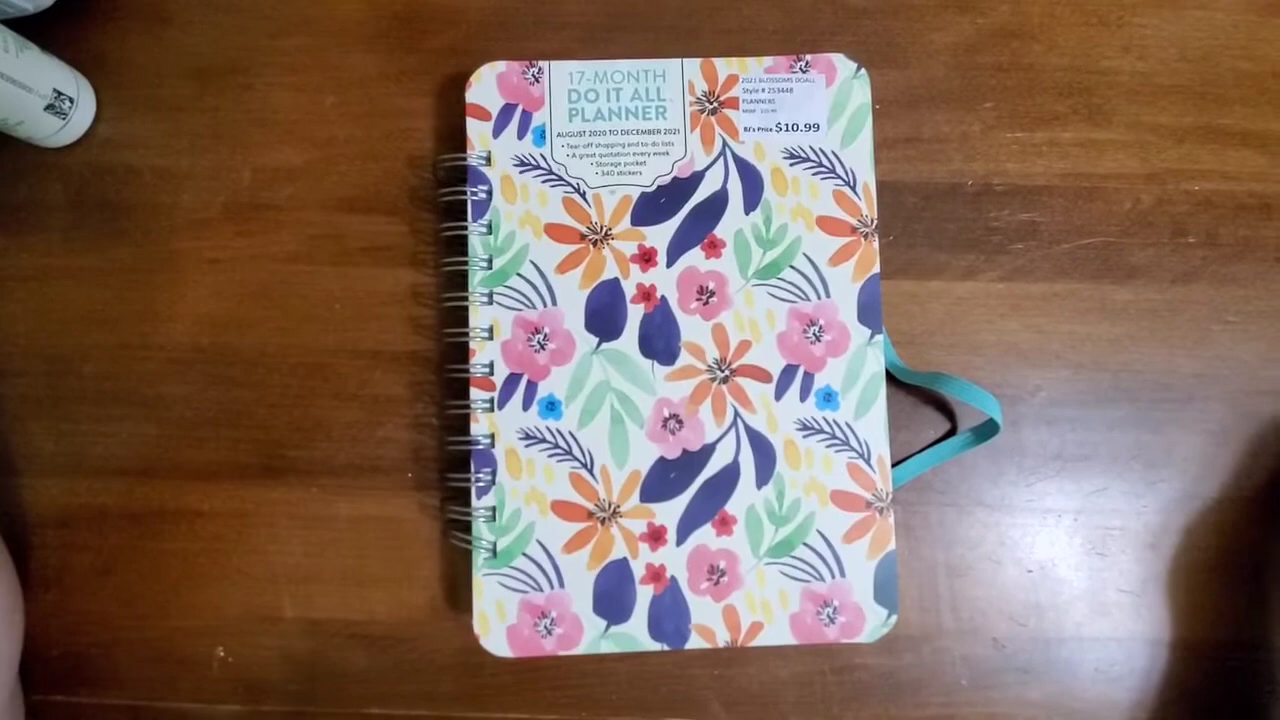 17-MONTH
DO IT ALL
PLANNER
AUGUST 2020 TO DECEMBER 2021
• Tear-off shopping and to-do lists
• A great quotation every week
• Storage pocket
• 340 stickers
2021 BLOSSOMS DOALL
Style # 253448
PLANNERS
MSRP
BJ's Price $10.99